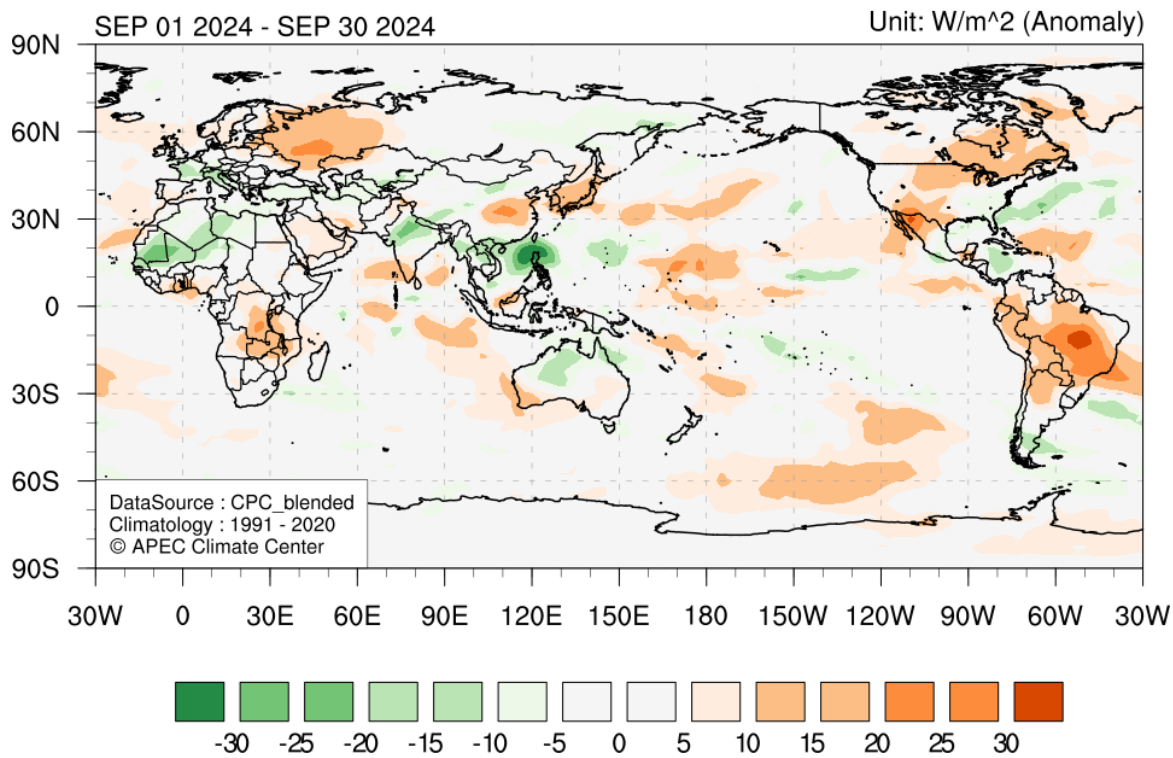 SEP 01 2024 - SEP 30 2024
Unit: W/m^2 (Anomaly)
90N
60N
30N
0
30S
60S
90S
DataSource : CPC_blended
Climatology : 1991 - 2020
© APEC Climate Center
30W 0 30E 60E 90E 120E 150E 180 150W 120W 90W 60W 30W
-30 -25 -20 -15 -10 -5 0 5 10 15 20 25 30